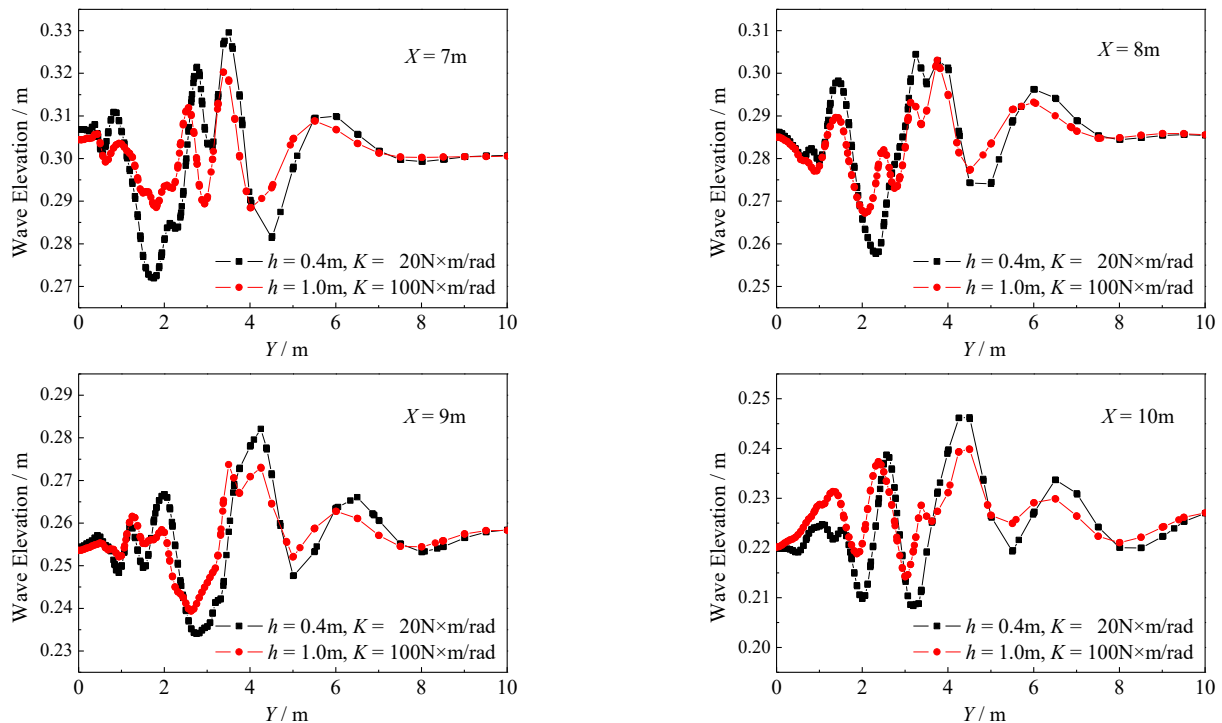 0.33
0.32
0.31
0.30
0.29
0.28
0.27
Wave Elevation / m
X = 7m
h = 0.4m, K = 20N×m/rad
h = 1.0m, K = 100N×m/rad
0 2 4 6 8 10
Y / m
0.31
0.30
0.29
0.28
0.27
0.26
0.25
Wave Elevation / m
X = 8m
h = 0.4m, K = 20N×m/rad
h = 1.0m, K = 100N×m/rad
0 2 4 6 8 10
Y / m
0.29
0.28
0.27
0.26
0.25
0.24
0.23
Wave Elevation / m
X = 9m
h = 0.4m, K = 20N×m/rad
h = 1.0m, K = 100N×m/rad
0 2 4 6 8 10
Y / m
0.25
0.24
0.23
0.22
0.21
0.20
Wave Elevation / m
X = 10m
h = 0.4m, K = 20N×m/rad
h = 1.0m, K = 100N×m/rad
0 2 4 6 8 10
Y / m